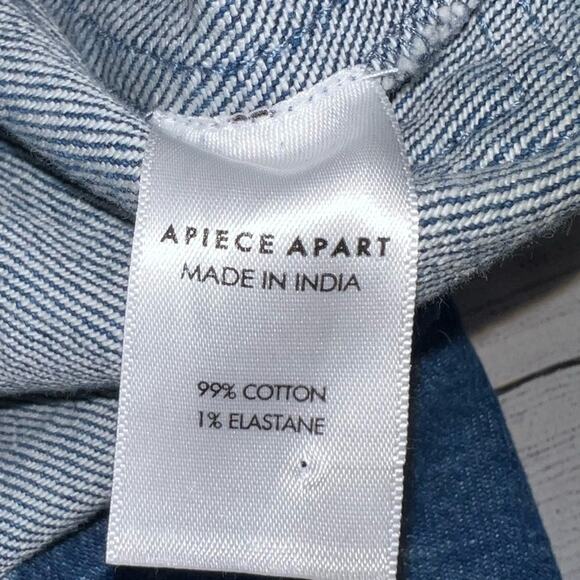 APIECE APART
MADE IN INDIA
99% COTTON
1% ELASTANE